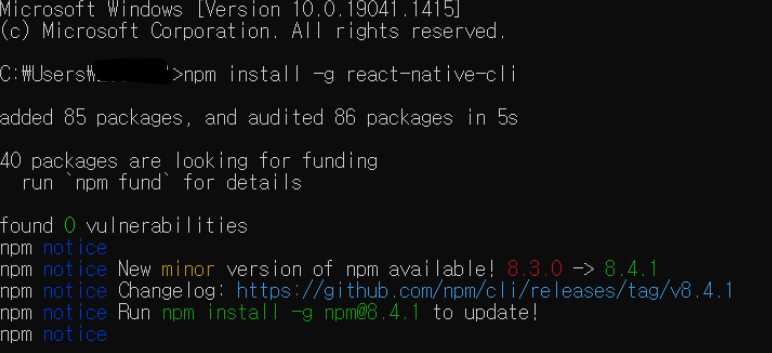 Microsoft Windows [Version 10.0.19041.1415]
(c) Microsoft Corporation. All rights reserved.
C:₩Users₩>npm install -g react-native-cli
added 85 packages, and audited 86 packages in 5s
40 packages are looking for funding
run `npm fund` for details
found 0 vulnerabilities
npm notice
npm notice New minor version of npm available! 8.3.0 -> 8.4.1
npm notice Changelog: https://github.com/npm/cli/releases/tag/v8.4.1
npm notice Run npm install -g npm@8.4.1 to update!
npm notice